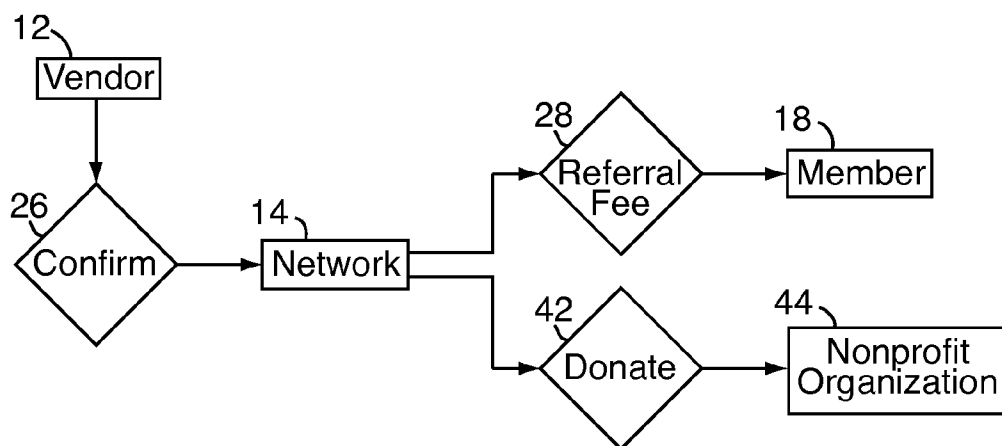 12
Vendor
26
Confirm
14
Network
28
Referral
Fee
18
Member
42
Donate
44
Nonprofit
Organization